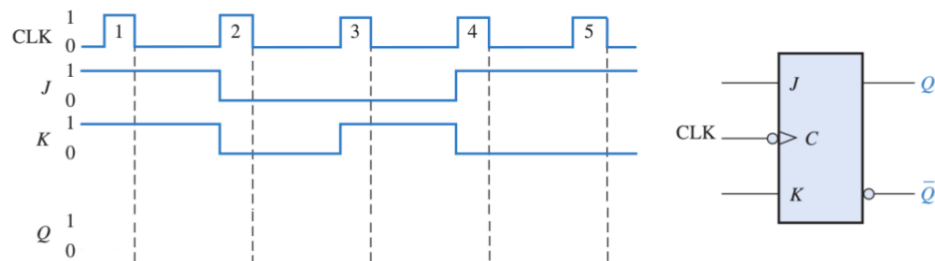 CLK 1 0 1 2 3 4 5
J 1 0
K 1 0
Q 1 0
J Q
CLK C
K Q̄